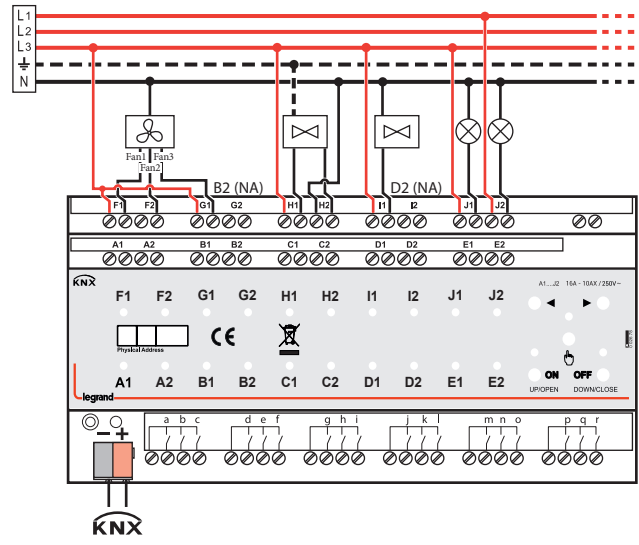 L1
L2
L3
N
Fan1 Fan3
Fan2
B2 (NA) D2 (NA)
F1 F2 G1 G2 H1 H2 I1 I2 J1 J2
A1 A2 B1 B2 C1 C2 D1 D2 E1 E2
KNX
A1....J2 16A - 10AX / 250V~
F1 F2 G1 G2 H1 H2 I1 I2 J1 J2
CE
Physical Address
ON OFF
A1 A2 B1 B2 C1 C2 D1 D2 E1 E2
UP/OPEN DOWN/CLOSE
legrand
a b c d e f g h i j k l m n o p q r
− +
KNX